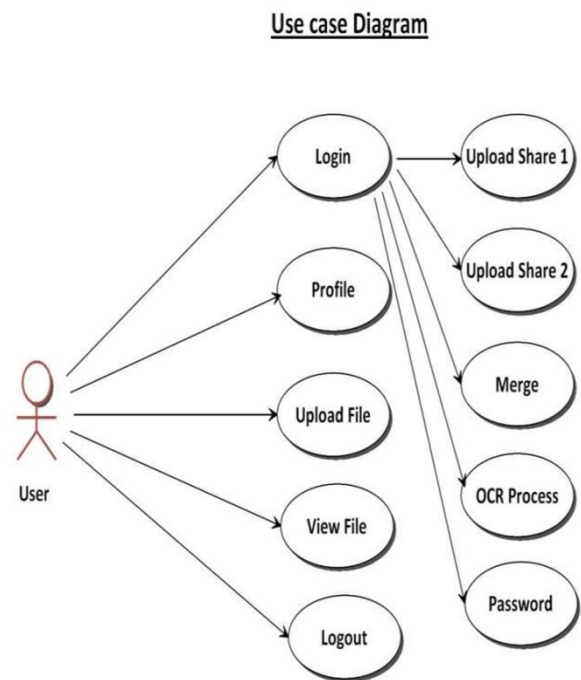 Use case Diagram
Login
Upload Share 1
Upload Share 2
Profile
Merge
Upload File
User
OCR Process
View File
Password
Logout